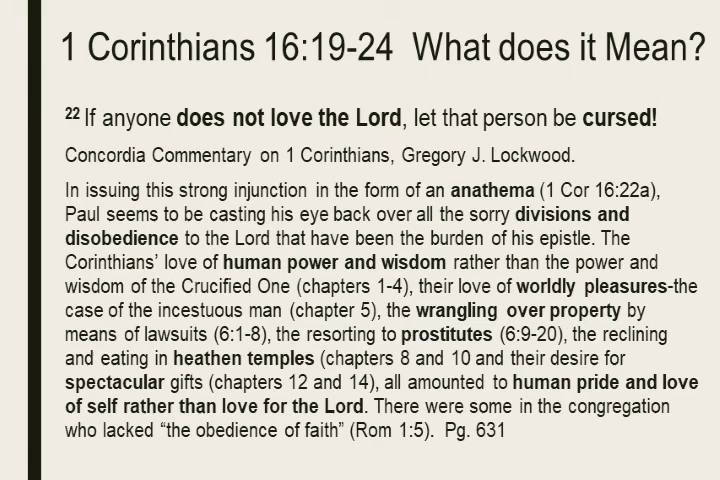 1 Corinthians 16:19-24 What does it Mean?
22 If anyone does not love the Lord, let that person be cursed!
Concordia Commentary on 1 Corinthians, Gregory J. Lockwood.
In issuing this strong injunction in the form of an anathema (1 Cor 16:22a),
Paul seems to be casting his eye back over all the sorry divisions and
disobedience to the Lord that have been the burden of his epistle. The
Corinthians’ love of human power and wisdom rather than the power and
wisdom of the Crucified One (chapters 1-4), their love of worldly pleasures-the
case of the incestuous man (chapter 5), the wrangling over property by
means of lawsuits (6:1-8), the resorting to prostitutes (6:9-20), the reclining
and eating in heathen temples (chapters 8 and 10 and their desire for
spectacular gifts (chapters 12 and 14), all amounted to human pride and love
of self rather than love for the Lord. There were some in the congregation
who lacked “the obedience of faith” (Rom 1:5). Pg. 631